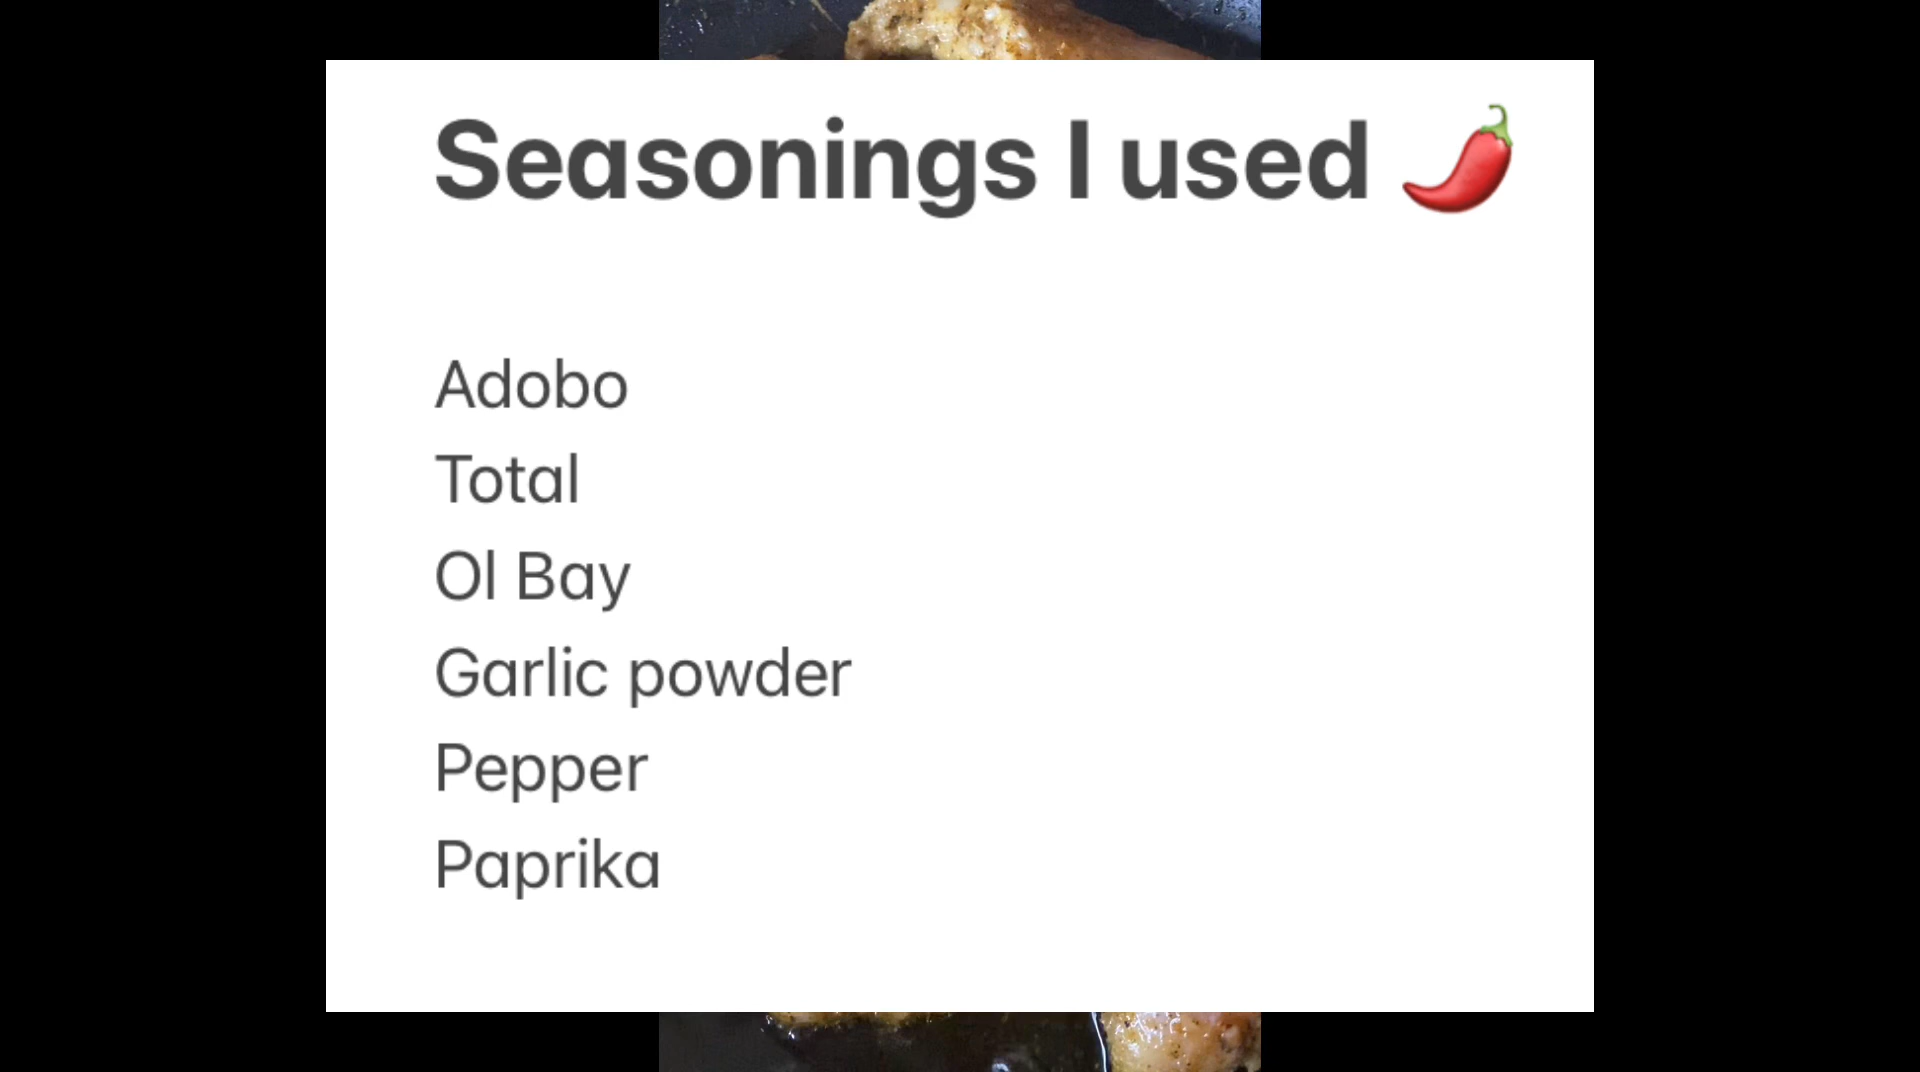 Seasonings I used 🌶️
Adobo
Total
Ol Bay
Garlic powder
Pepper
Paprika